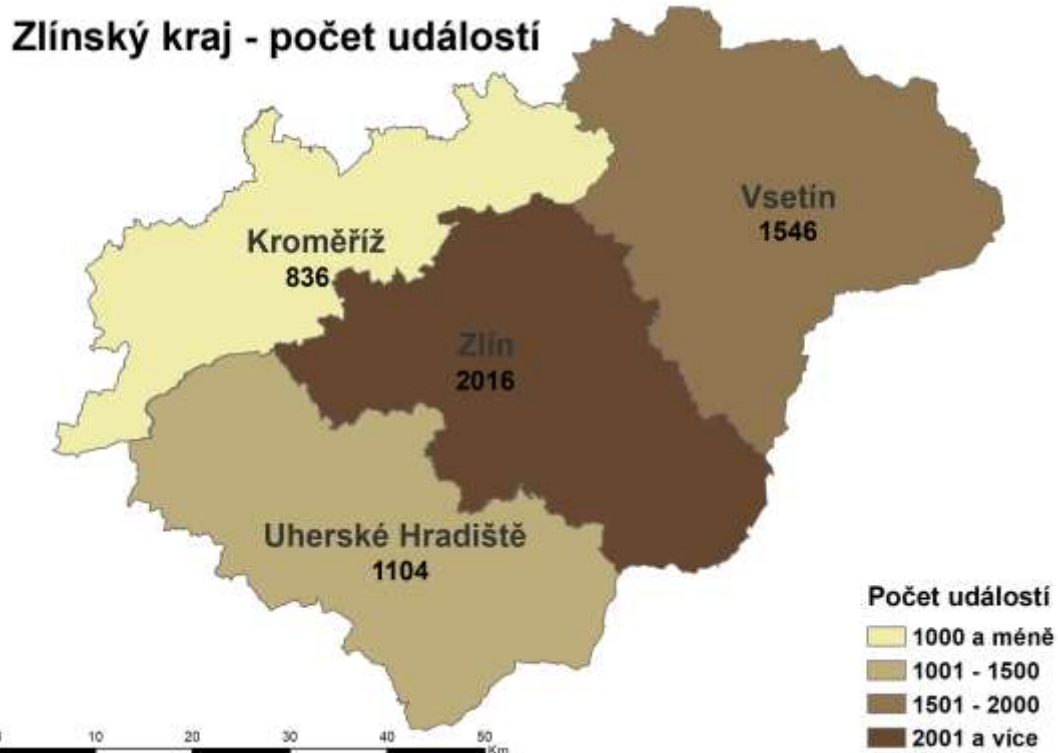 Zlínský kraj - počet událostí
Vsetín
1546
Kroměříž
836
Zlín
2016
Uherské Hradiště
1104
Počet událostí
1000 a méně
1001 - 1500
1501 - 2000
2001 a více
10 20 30 40 50
Km